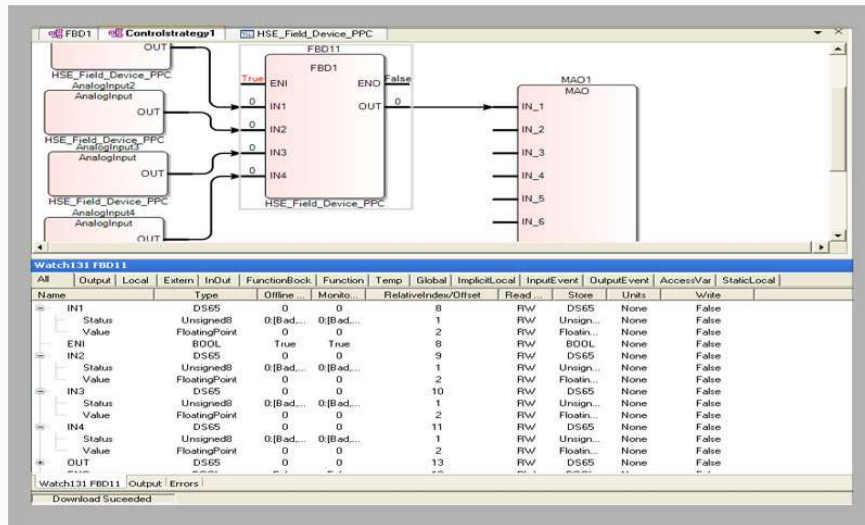 FBD1 Controlstrategy1 HSE_Field_Device_PPC
OUT
HSE_Field_Device_PPC
AnalogInput2
AnalogInput
OUT
HSE_Field_Device_PPC
AnalogInput3
AnalogInput
OUT
HSE_Field_Device_PPC
AnalogInput4
AnalogInput
OUT
FBD11
FBD1
True ENI ENO False
0 IN1 OUT 0
0 IN2
0 IN3
0 IN4
HSE_Field_Device_PPC
MAO1
MAO
IN_1
IN_2
IN_3
IN_4
IN_5
IN_6
Watch131 FBD11
All Output Local Extern InOut FunctionBock Function Temp Global ImplicitLocal InputEvent OutputEvent AccessVar StaticLocal
Name Type Offline ... Monito... RelativeIndex/Offset Read ... Store Units Write
IN1 DS65 0 0 8 RW DS65 None False
Status Unsigned8 0:[Bad,... 0:[Bad,... 1 RW Unsign... None False
Value FloatingPoint 0 0 2 RW Floatin... None False
ENI BOOL True True 8 RW BOOL None False
IN2 DS65 0 0 9 RW DS65 None False
Status Unsigned8 0:[Bad,... 0:[Bad,... 1 RW Unsign... None False
Value FloatingPoint 0 0 2 RW Floatin... None False
IN3 DS65 0 0 10 RW DS65 None False
Status Unsigned8 0:[Bad,... 0:[Bad,... 1 RW Unsign... None False
Value FloatingPoint 0 0 2 RW Floatin... None False
IN4 DS65 0 0 11 RW DS65 None False
Status Unsigned8 0:[Bad,... 0:[Bad,... 1 RW Unsign... None False
Value FloatingPoint 0 0 2 RW Floatin... None False
OUT DS65 0 0 13 RW DS65 None False
Watch131 FBD11 Output Errors
Download Suceeded